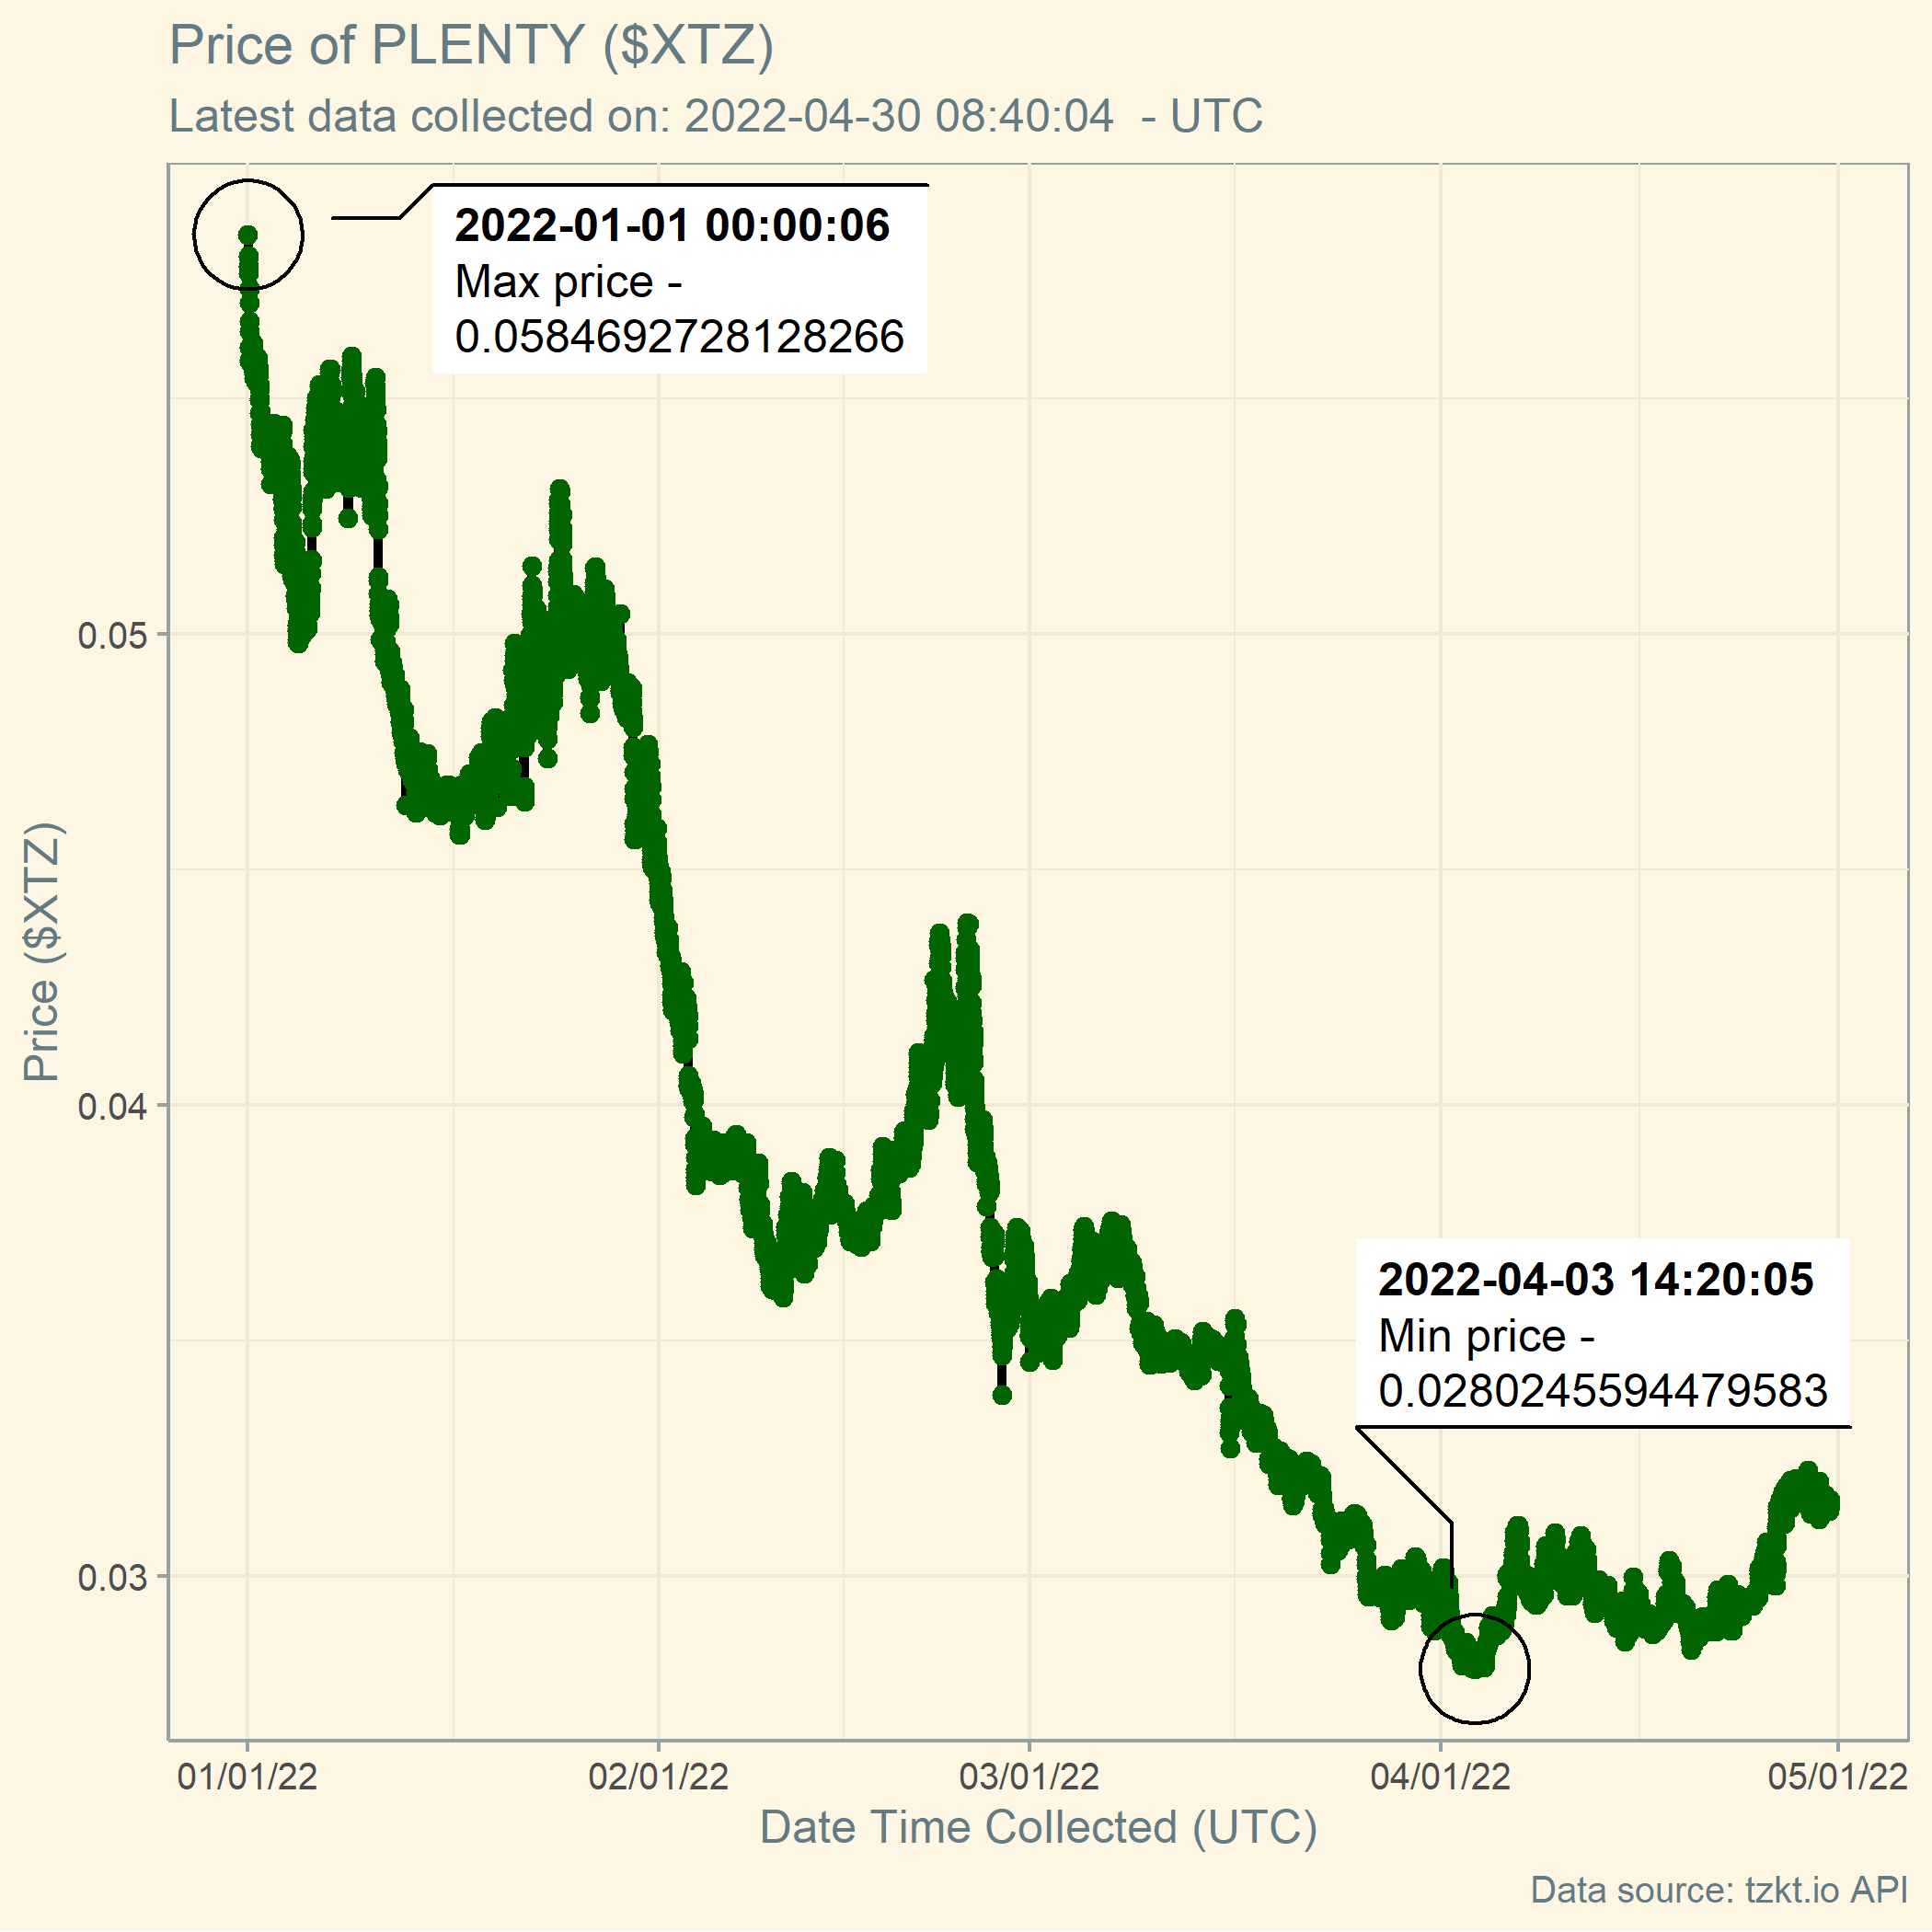 Price of PLENTY ($XTZ)
Latest data collected on: 2022-04-30 08:40:04  - UTC
2022-01-01 00:00:06
Max price -
0.0584692728128266
0.05
0.04
0.03
Price ($XTZ)
2022-04-03 14:20:05
Min price -
0.0280245594479583
01/01/22
02/01/22
03/01/22
04/01/22
05/01/22
Date Time Collected (UTC)
Data source: tzkt.io API